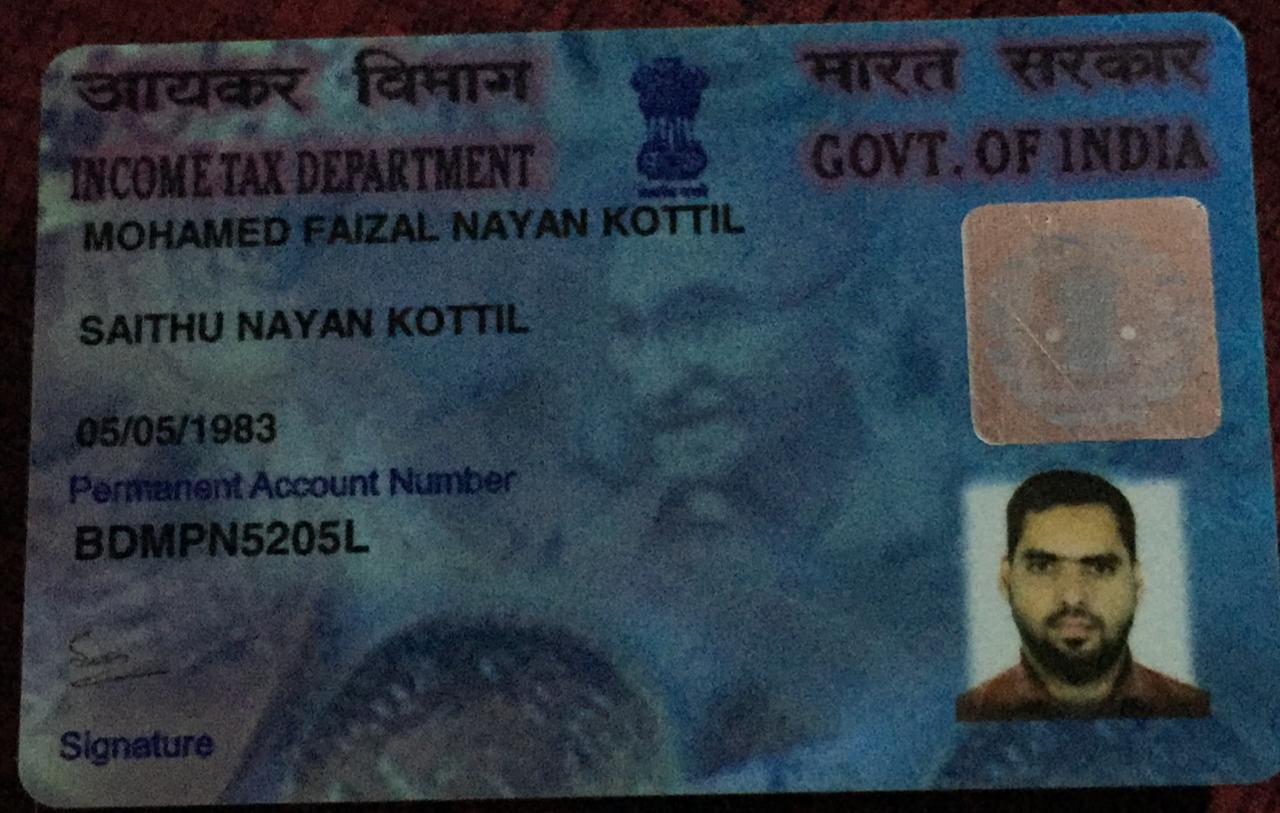 आयकर विभाग
भारत सरकार
INCOME TAX DEPARTMENT
GOVT. OF INDIA
MOHAMED FAIZAL NAYAN KOTTIL
SAITHU NAYAN KOTTIL
05/05/1983
Permanent Account Number
BDMPN5205L
Signature